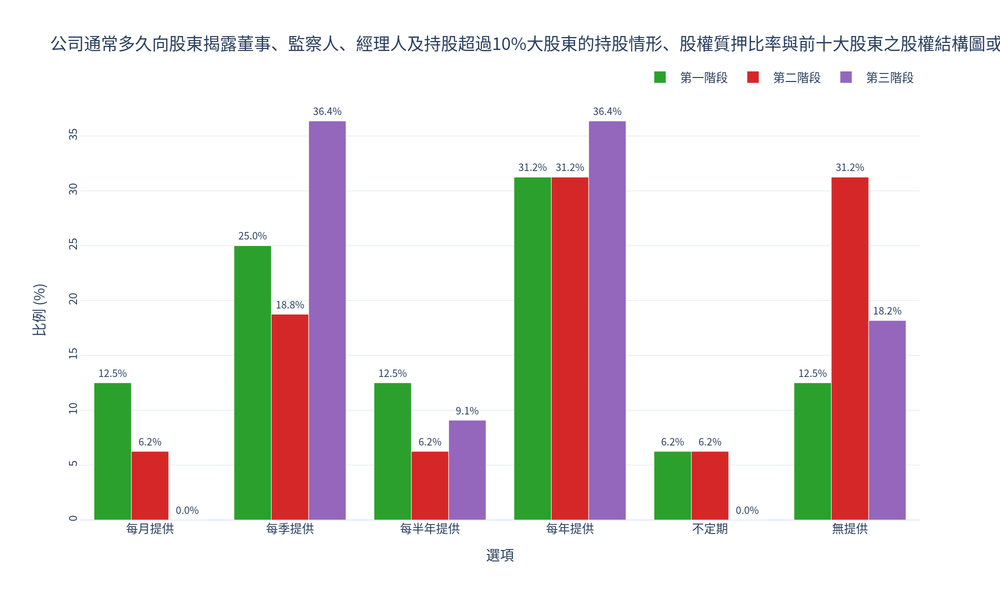 公司通常多久向股東揭露董事、監察人、經理人及持股超過10%大股東的持股情形、股權質押比率與前十大股東之股權結構圖或
第一階段 第二階段 第三階段
36.4% 36.4%
35
31.2% 31.2% 31.2%
30
25.0%
25
比例 (%)
20
18.8% 18.2%
15
12.5% 12.5% 12.5%
10
9.1%
6.2% 6.2% 6.2% 6.2%
5
0.0% 0.0%
0
每月提供 每季提供 每半年提供 每年提供 不定期 無提供
選項